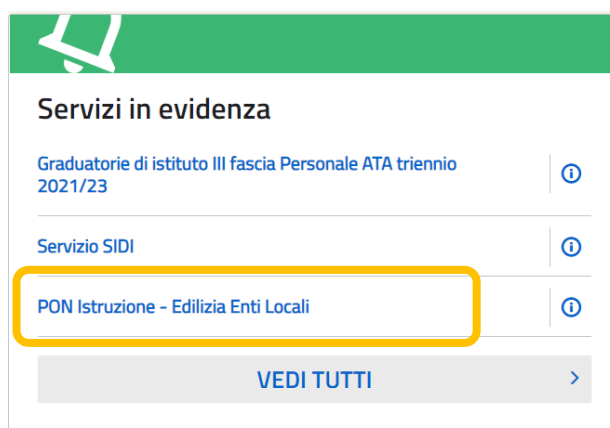 Servizi in evidenza
Graduatorie di istituto III fascia Personale ATA triennio
2021/23
Servizio SIDI
PON Istruzione - Edilizia Enti Locali
VEDI TUTTI